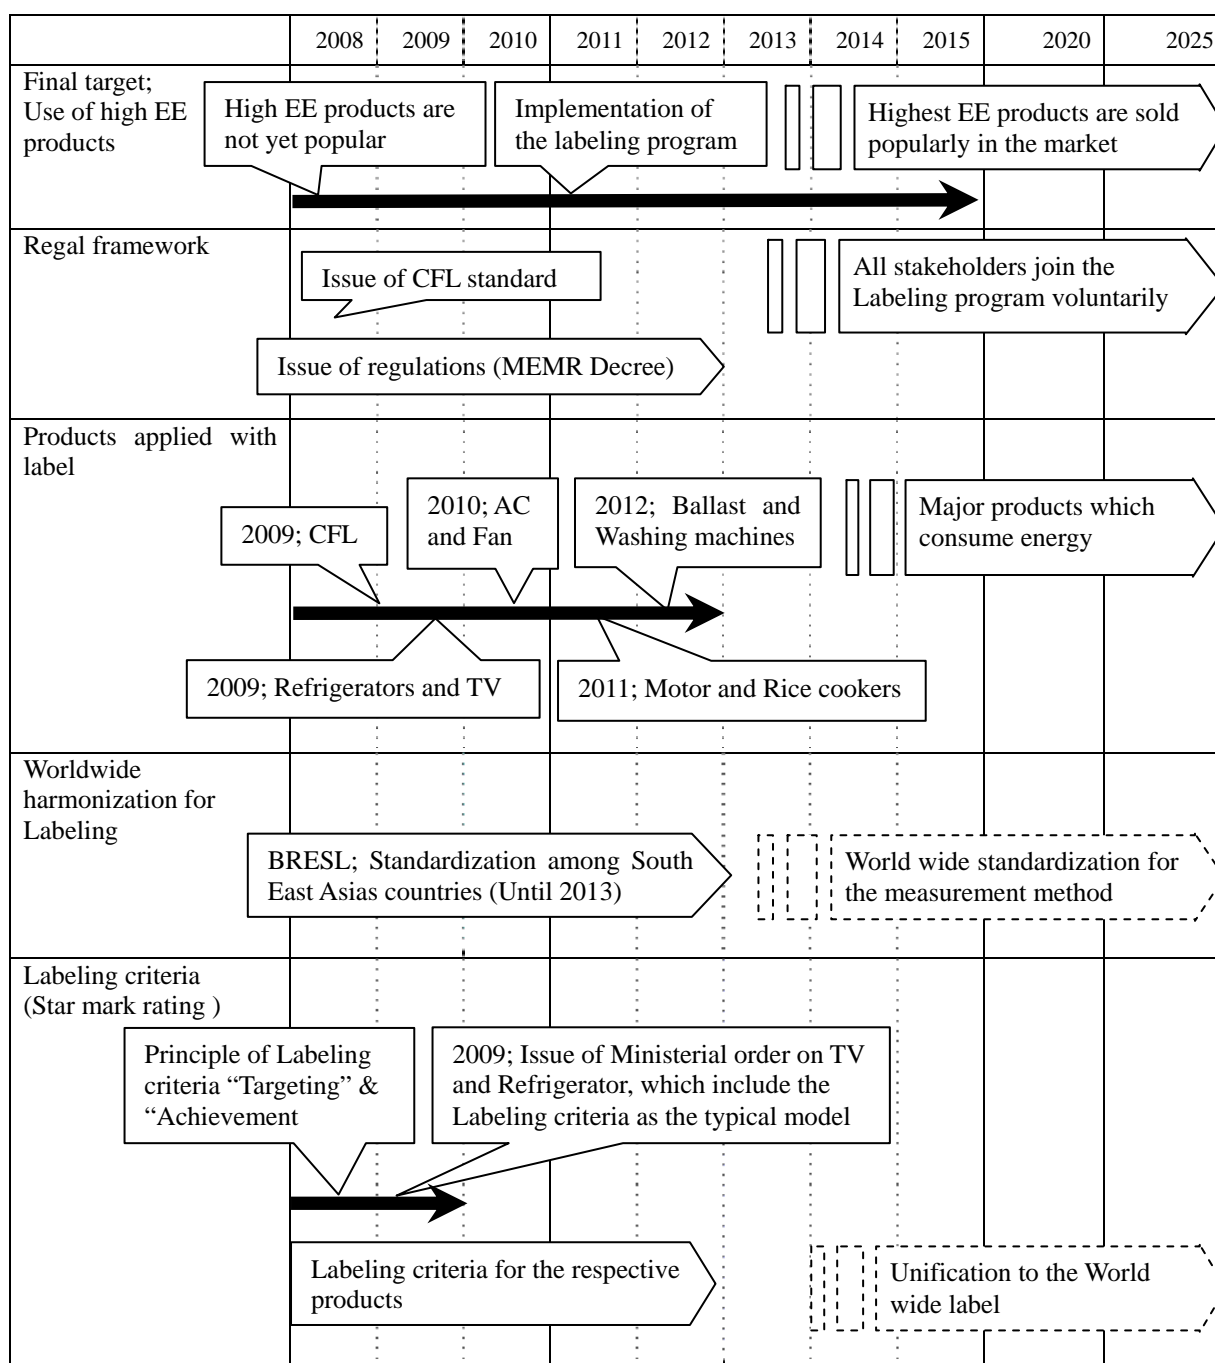 2008 2009 2010 2011 2012 2013 2014 2015 2020 2025
Final target;
Use of high EE
products
High EE products are
not yet popular
Implementation of
the labeling program
Highest EE products are sold
popularly in the market
Regal framework
Issue of CFL standard
All stakeholders join the
Labeling program voluntarily
Issue of regulations (MEMR Decree)
Products applied with
label
2009; CFL
2010; AC
and Fan
2012; Ballast and
Washing machines
Major products which
consume energy
2009; Refrigerators and TV
2011; Motor and Rice cookers
Worldwide
harmonization for
Labeling
BRESL; Standardization among South
East Asias countries (Until 2013)
World wide standardization for
the measurement method
Labeling criteria
(Star mark rating )
Principle of Labeling
criteria “Targeting” &
“Achievement
2009; Issue of Ministerial order on TV
and Refrigerator, which include the
Labeling criteria as the typical model
Labeling criteria for the respective
products
Unification to the World
wide label